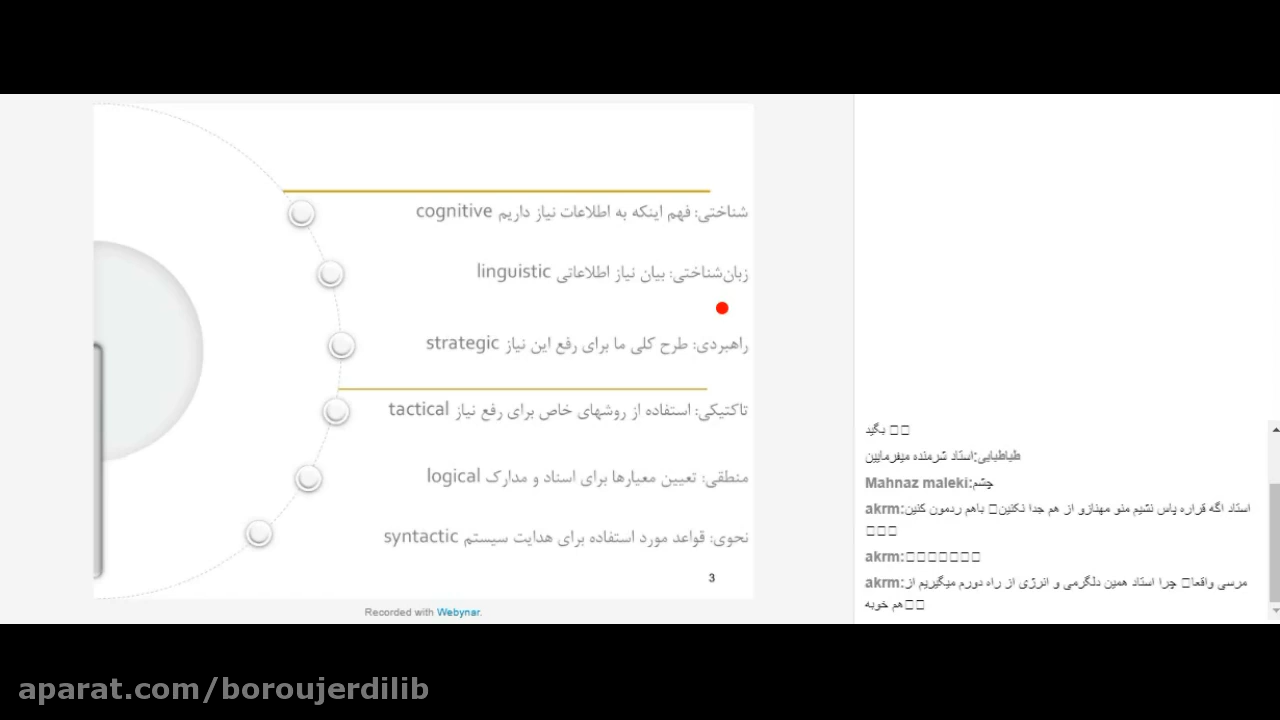 شناختی: فهم اینکه به اطلاعات نیاز داریم cognitive
زبان‌شناختی: بیان نیاز اطلاعاتی linguistic
راهبردی: طرح کلی ما برای رفع این نیاز strategic
تاکتیکی: استفاده از روشهای خاص برای رفع نیاز tactical
منطقی: تعیین معیارها برای اسناد و مدارک logical
نحوی: قواعد مورد استفاده برای هدایت سیستم syntactic
3
Recorded with Webynar.
بگید
طباطبایی:استاد شرمنده میفرمایین
Mahnaz maleki:چشم
akrm:استاد اگه قراره پاس نشیم منو مهنازو از هم جدا نکنین باهم ردمون کنین
akrm:
akrm:مرسی واقعا چرا استاد همین دلگرمی و انرژی از راه دورم میگیریم از
هم خوبه
aparat.com/boroujerdilib